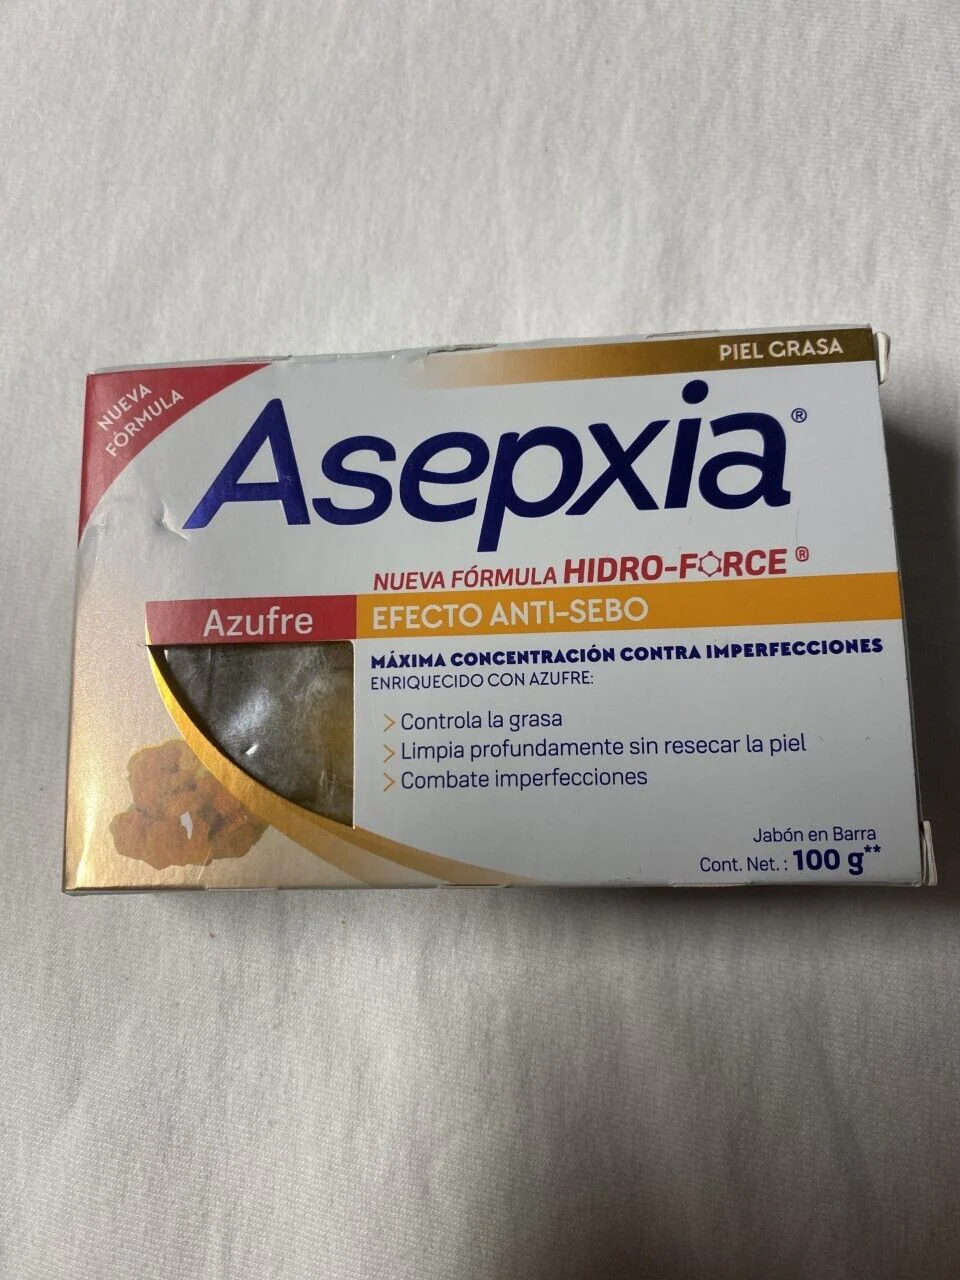 PIEL GRASA
NUEVA
FÓRMULA
Asepxia®
NUEVA FÓRMULA HIDRO-FORCE®
Azufre
EFECTO ANTI-SEBO
MÁXIMA CONCENTRACIÓN CONTRA IMPERFECCIONES
ENRIQUECIDO CON AZUFRE:
> Controla la grasa
> Limpia profundamente sin resecar la piel
> Combate imperfecciones
Jabón en Barra
Cont. Net. : 100 g**